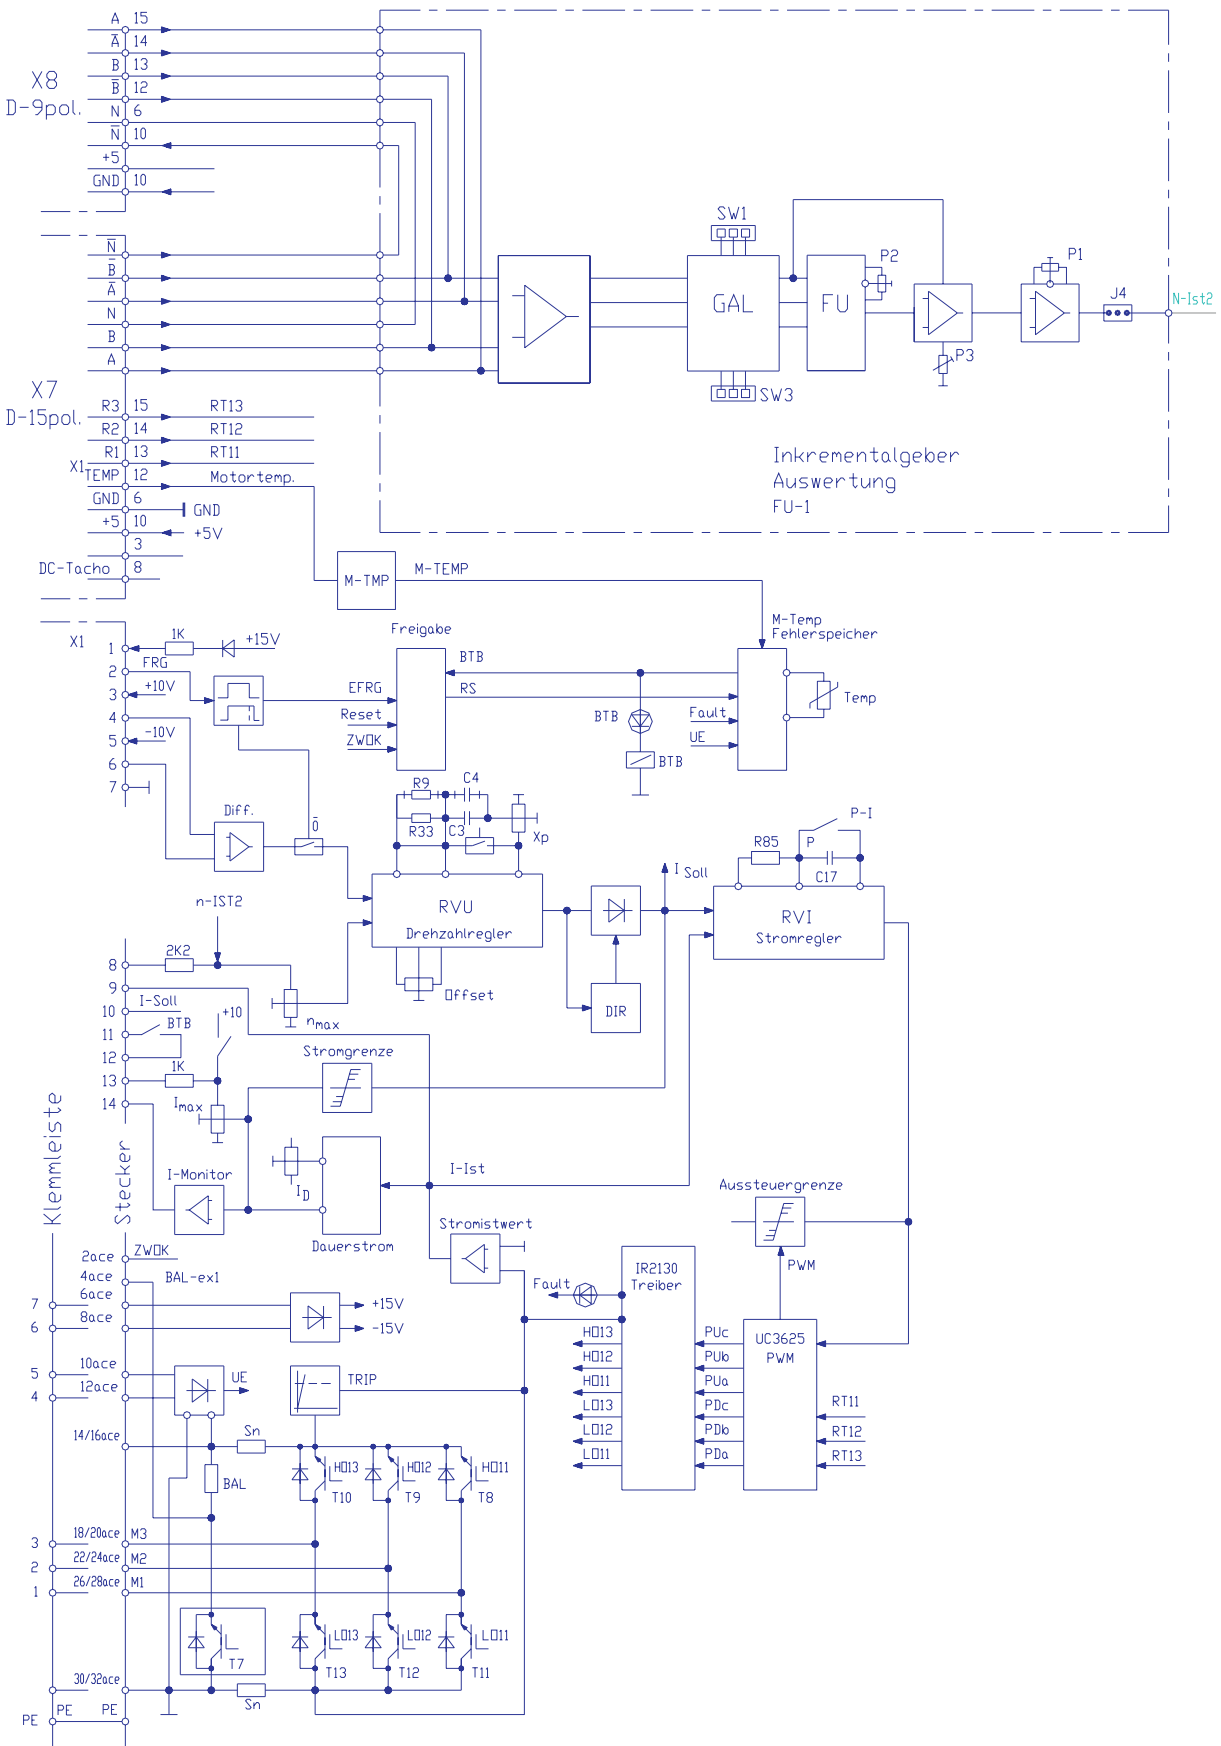 A 15
A̅ 14
B 13
B̅ 12
N 6
N̅ 10
+5
GND 10
X8
D-9pol.
N̅
B̅
A̅
N
B
A
X7
D-15pol.
R3 15 RT13
R2 14 RT12
R1 13 RT11
X1
TEMP 12 Motortemp.
GND 6 GND
+5 10 +5V
3
DC-Tacho 8
SW1
GAL
SW3
FU
P2
P3
P1
J4
N-Ist2
Inkrementalgeber
Auswertung
FU-1
M-TMP
M-TEMP
M-Temp
Fehlerspeicher
X1
1 1K +15V
2 FRG
3 +10V
4
5 -10V
6
7
Freigabe
BTB
EFRG RS
Reset
ZWOK
BTB
BTB
Fault
UE
Temp
Diff.
0̅
R9 C4
R33 C3
Xp
RVU
Drehzahlregler
Offset
n-IST2
I Soll
DIR
P-I
R85 P
C17
RVI
Stromregler
8 2K2
9
10 I-Soll +10
11 BTB
12
13 1K
14
nmax
Imax
Stromgrenze
I-Monitor
ID
Dauerstrom
I-Ist
Stromistwert
Aussteuergrenze
PWM
Klemmleiste
Stecker
2ace ZWOK
4ace BAL-ex1
7 6ace +15V
6 8ace -15V
5 10ace UE
4 12ace
TRIP
14/16ace Sn
BAL
HO13 HO12 HO11
T10 T9 T8
3 18/20ace M3
2 22/24ace M2
1 26/28ace M1
LO13 LO12 LO11
T7 T13 T12 T11
30/32ace Sn
PE PE PE
Fault
IR2130
Treiber
HO13
HO12
HO11
LO13
LO12
LO11
PUc
PUb
PUa
PDc
PDb
PDa
UC3625
PWM
RT11
RT12
RT13